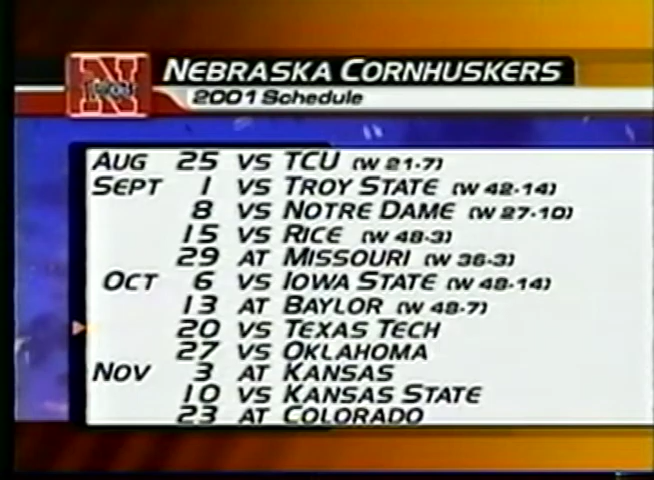 N
NEBRASKA CORNHUSKERS
2001 Schedule
AUG 25 VS TCU (W 21-7)
SEPT 1 VS TROY STATE (W 42-14)
8 VS NOTRE DAME (W 27-10)
15 VS RICE (W 48-3)
29 AT MISSOURI (W 36-3)
OCT 6 VS IOWA STATE (W 48-14)
13 AT BAYLOR (W 48-7)
20 VS TEXAS TECH
27 VS OKLAHOMA
NOV 3 AT KANSAS
10 VS KANSAS STATE
23 AT COLORADO